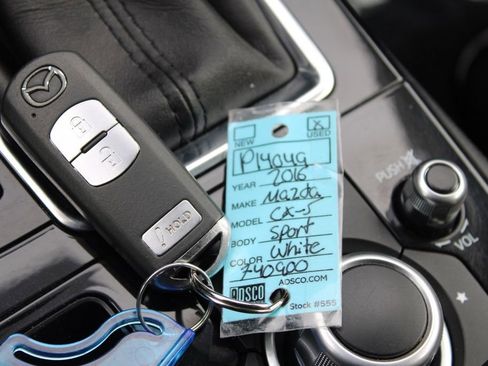 NEW X USED
P14049
YEAR 2016
MAKE Mazda
MODEL CX-5
BODY Sport
COLOR White
740900
ADSCO ADSCO.COM
Stock #555
HOLD
PUSH
VOL